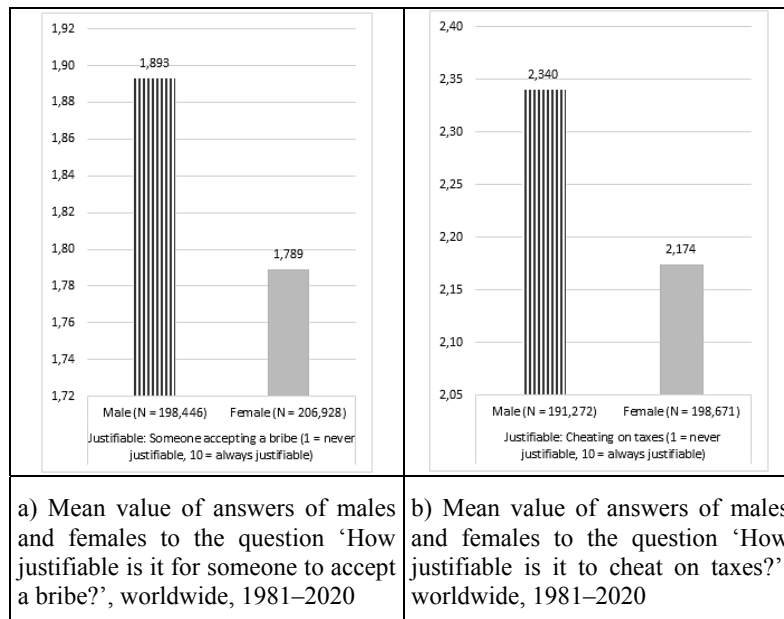 1,92
1,90
1,88
1,86
1,84
1,82
1,80
1,78
1,76
1,74
1,72
1,893
1,789
Male (N = 198,446) Female (N = 206,928)
Justifiable: Someone accepting a bribe (1 = never
justifiable, 10 = always justifiable)
2,40
2,35
2,30
2,25
2,20
2,15
2,10
2,05
2,340
2,174
Male (N = 191,272) Female (N = 198,671)
Justifiable: Cheating on taxes (1 = never
justifiable, 10 = always justifiable)
a) Mean value of answers of males
and females to the question ‘How
justifiable is it for someone to accept
a bribe?’, worldwide, 1981–2020
b) Mean value of answers of males
and females to the question ‘How
justifiable is it to cheat on taxes?’
worldwide, 1981–2020